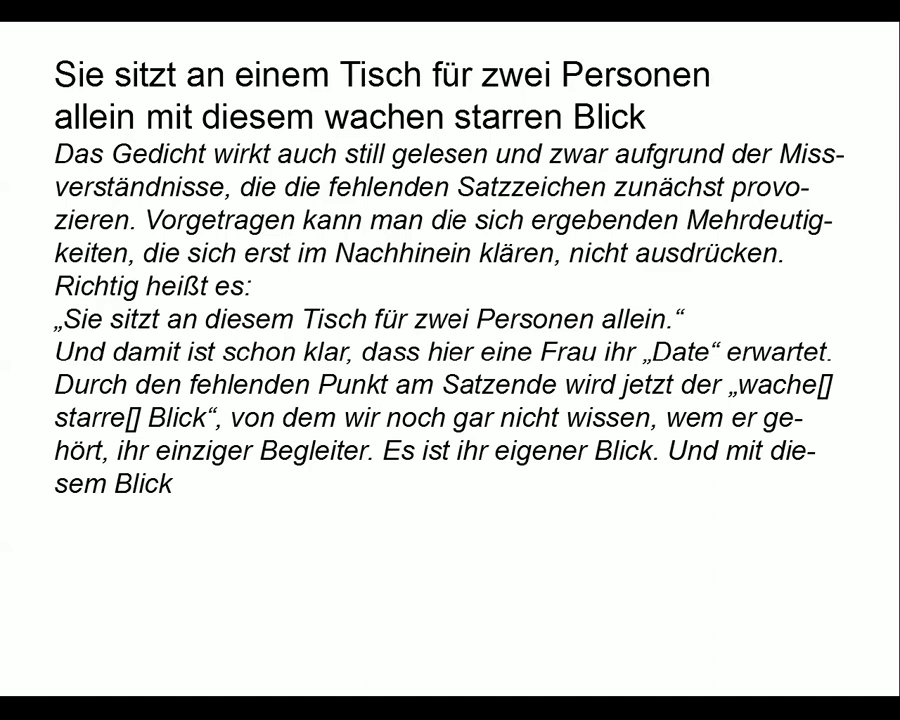 Sie sitzt an einem Tisch für zwei Personen
allein mit diesem wachen starren Blick
Das Gedicht wirkt auch still gelesen und zwar aufgrund der Miss-
verständnisse, die die fehlenden Satzzeichen zunächst provo-
zieren. Vorgetragen kann man die sich ergebenden Mehrdeutig-
keiten, die sich erst im Nachhinein klären, nicht ausdrücken.
Richtig heißt es:
„Sie sitzt an diesem Tisch für zwei Personen allein.“
Und damit ist schon klar, dass hier eine Frau ihr „Date“ erwartet.
Durch den fehlenden Punkt am Satzende wird jetzt der „wache[]
starre[] Blick“, von dem wir noch gar nicht wissen, wem er ge-
hört, ihr einziger Begleiter. Es ist ihr eigener Blick. Und mit die-
sem Blick